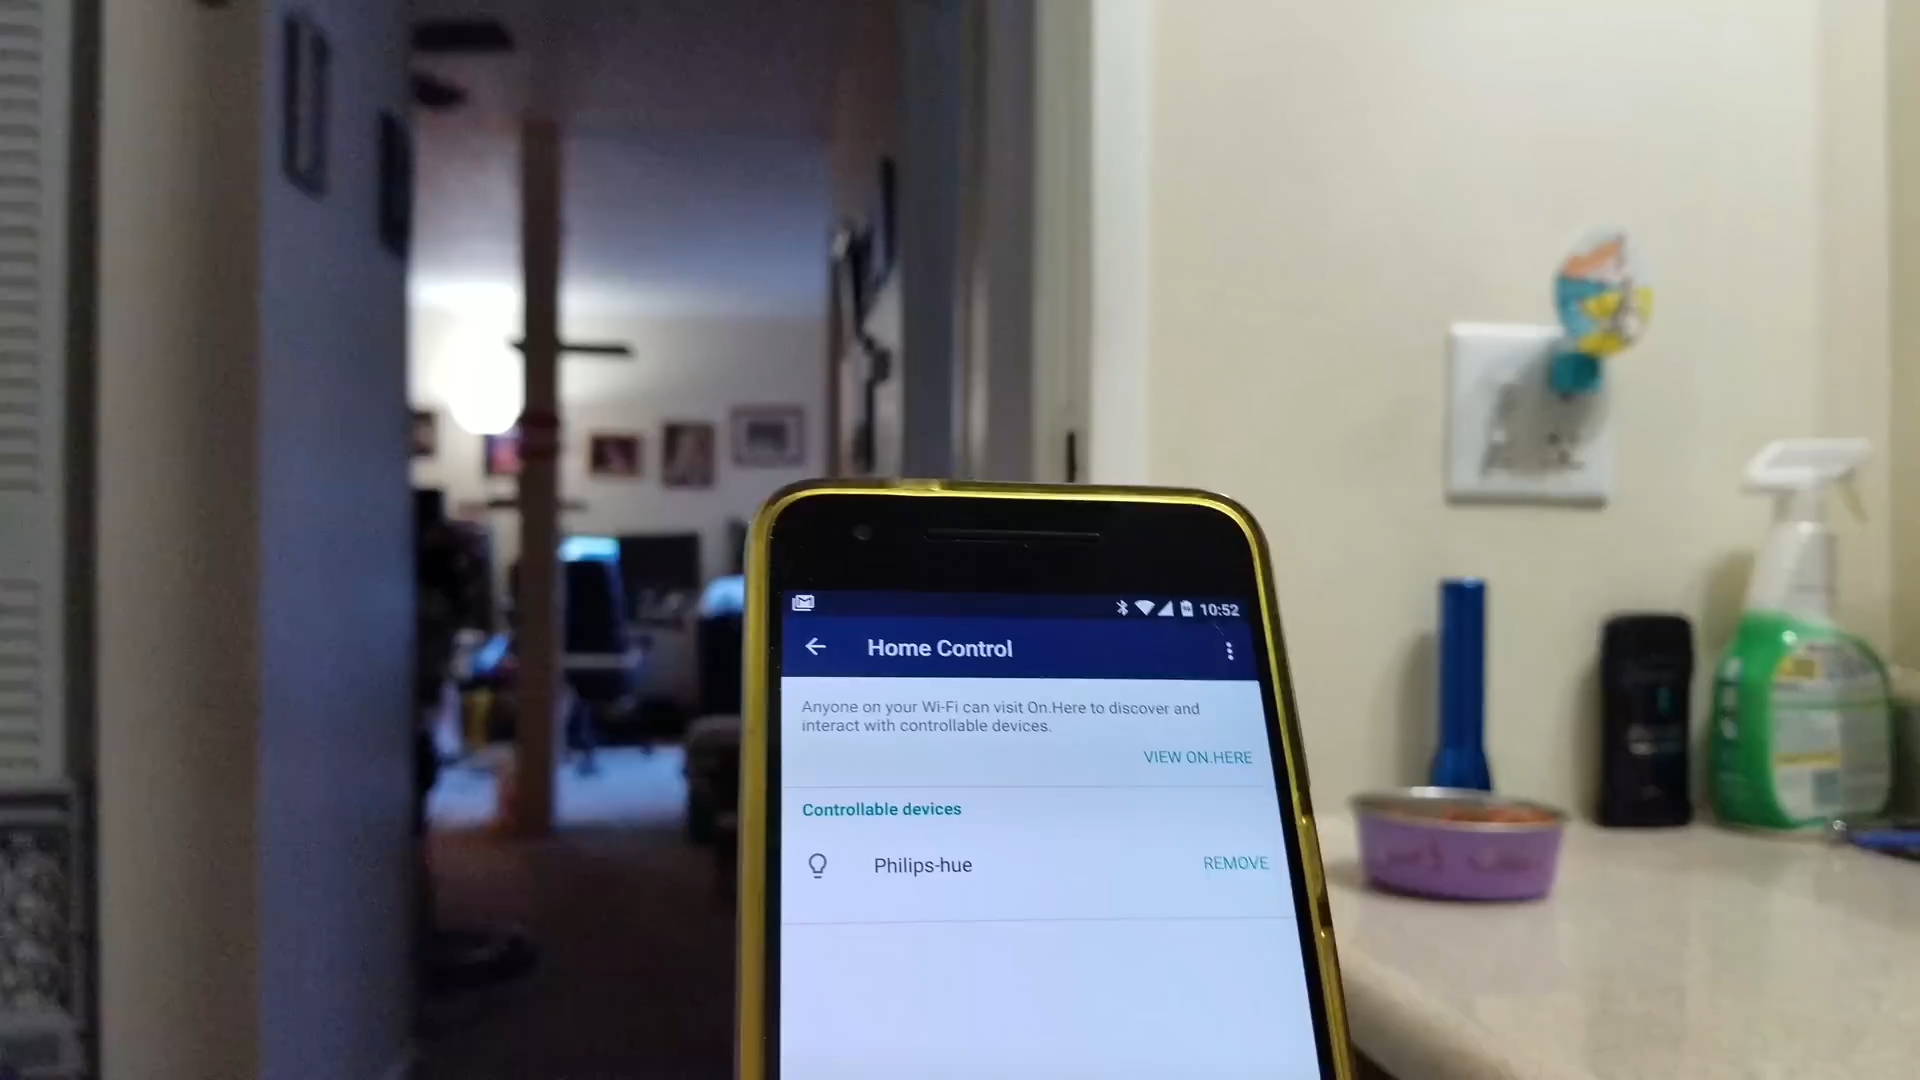 10:52
Home Control
Anyone on your Wi-Fi can visit On.Here to discover and
interact with controllable devices.
VIEW ON.HERE
Controllable devices
Philips-hue
REMOVE